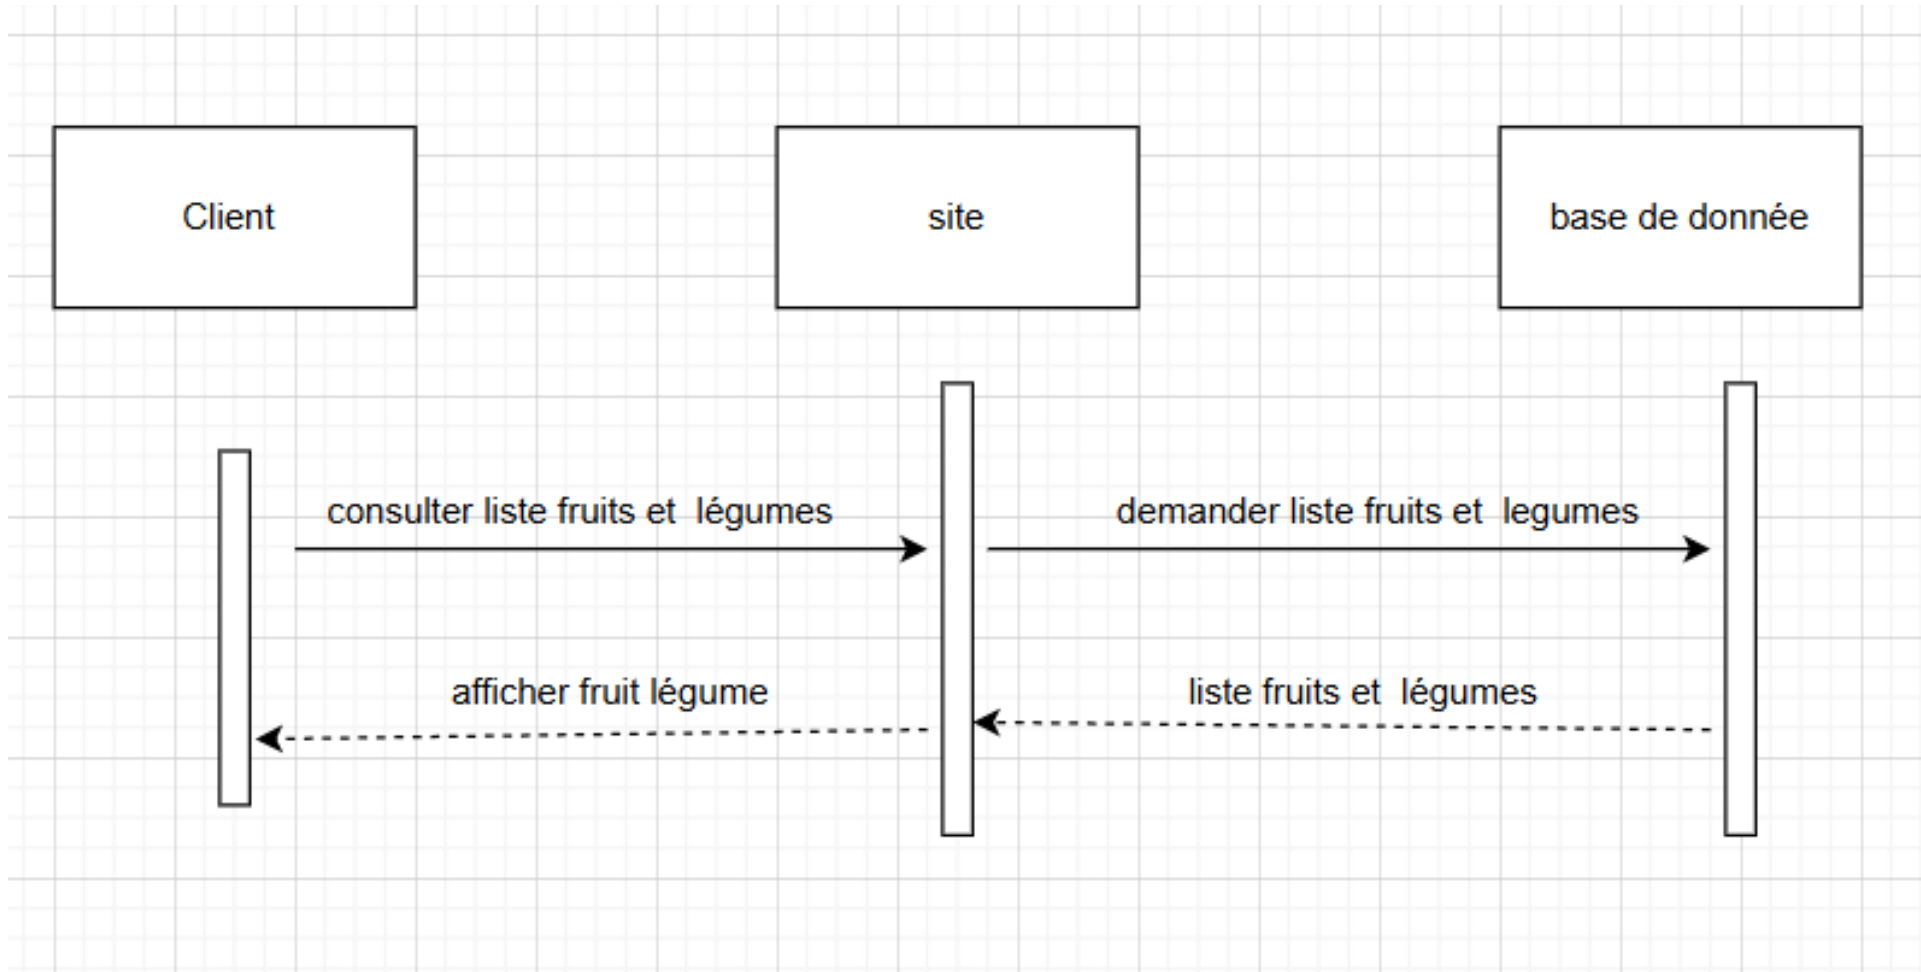 Client
site
base de donnée
consulter liste fruits et  légumes
demander liste fruits et  legumes
afficher fruit légume
liste fruits et  légumes